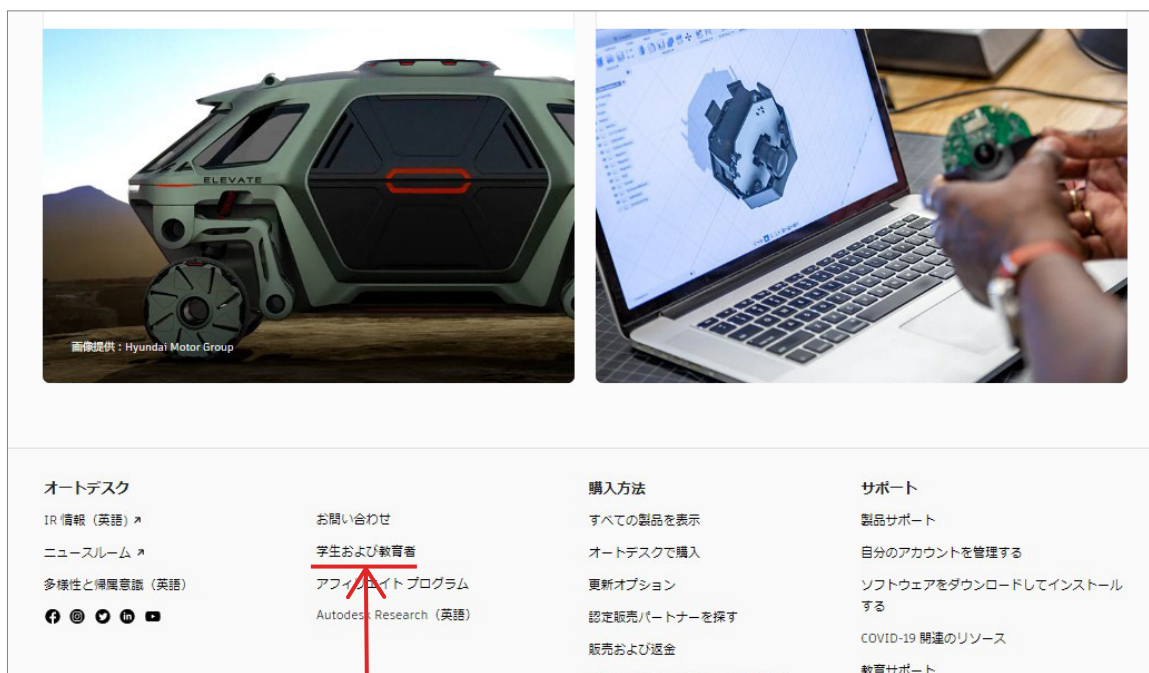 ELEVATE
画像提供：Hyundai Motor Group
オートデスク
IR 情報（英語）↗
ニュースルーム ↗
多様性と帰属意識（英語）
お問い合わせ
学生および教育者
アフィリエイト プログラム
Autodesk Research（英語）
購入方法
すべての製品を表示
オートデスクで購入
更新オプション
認定販売パートナーを探す
販売および返金
サポート
製品サポート
自分のアカウントを管理する
ソフトウェアをダウンロードしてインストール
する
COVID-19 関連のリソース
教育サポート